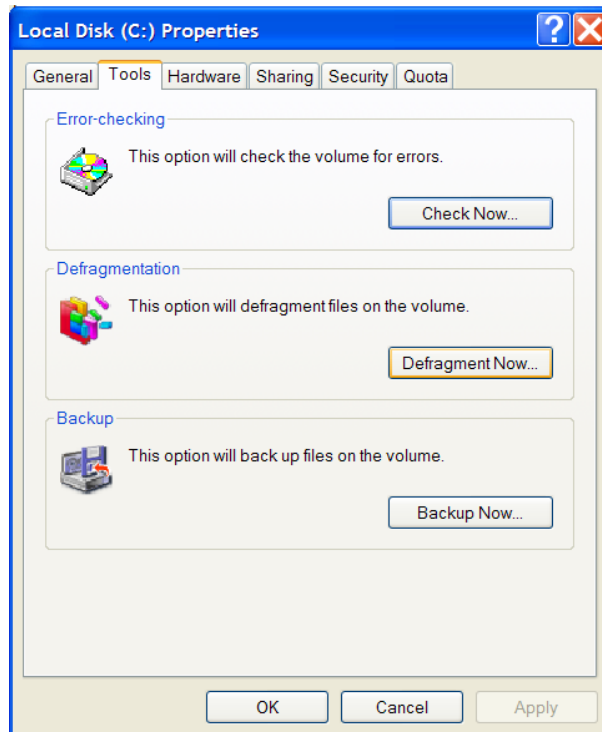 Local Disk (C:) Properties
General Tools Hardware Sharing Security Quota
Error-checking
This option will check the volume for errors.
Check Now...
Defragmentation
This option will defragment files on the volume.
Defragment Now...
Backup
This option will back up files on the volume.
Backup Now...
OK Cancel Apply